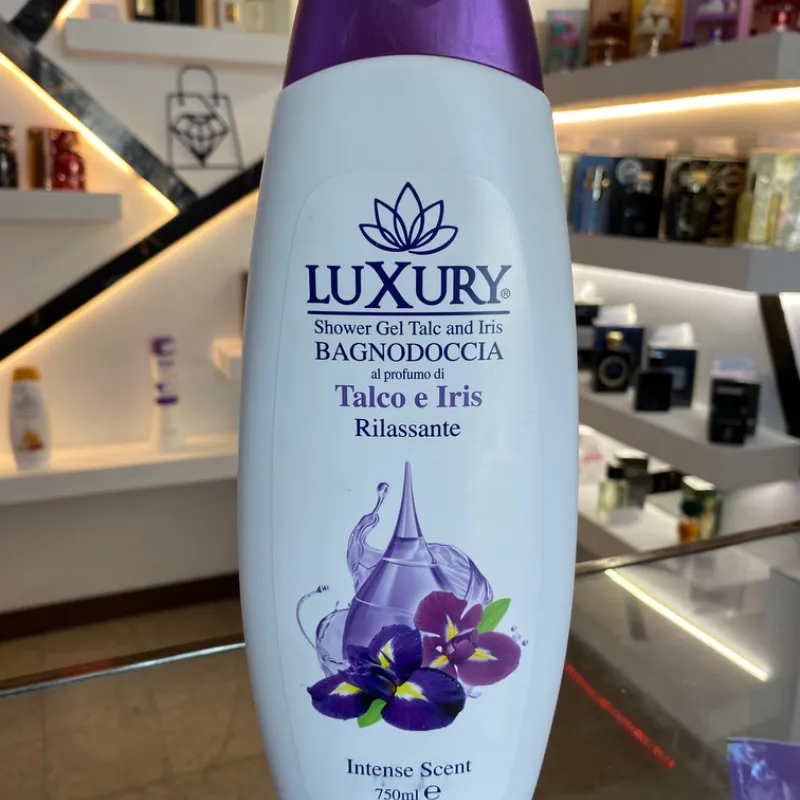 LUXURY®
Shower Gel Talc and Iris
BAGNODOCCIA
al profumo di
Talco e Iris
Rilassante
Intense Scent
750ml ℮